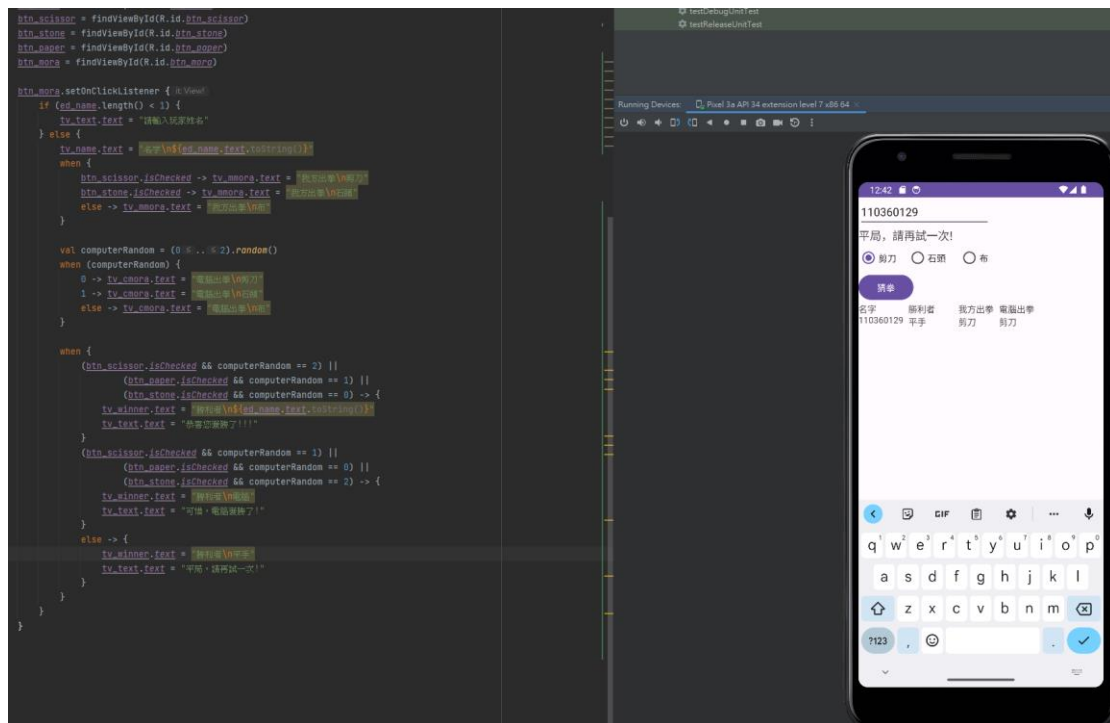 btn_scissor = findViewById(R.id.btn_scissor)
btn_stone = findViewById(R.id.btn_stone)
btn_paper = findViewById(R.id.btn_paper)
btn_mora = findViewById(R.id.btn_mora)
btn_mora.setOnClickListener { it: View!
if (ed_name.length() < 1) {
tv_text.text = "請輸入玩家姓名"
} else {
tv_name.text = "名字\n${ed_name.text.toString()}"
when {
btn_scissor.isChecked -> tv_mmora.text = "我方出拳\n剪刀"
btn_stone.isChecked -> tv_mmora.text = "我方出拳\n石頭"
else -> tv_mmora.text = "我方出拳\n布"
}
val computerRandom = (0 ≤ .. ≤ 2).random()
when (computerRandom) {
0 -> tv_cmora.text = "電腦出拳\n剪刀"
1 -> tv_cmora.text = "電腦出拳\n石頭"
else -> tv_cmora.text = "電腦出拳\n布"
}
when {
(btn_scissor.isChecked && computerRandom == 2) ||
(btn_paper.isChecked && computerRandom == 1) ||
(btn_stone.isChecked && computerRandom == 0) -> {
tv_winner.text = "勝利者\n${ed_name.text.toString()}"
tv_text.text = "恭喜您獲勝了!!!"
}
(btn_scissor.isChecked && computerRandom == 1) ||
(btn_paper.isChecked && computerRandom == 0) ||
(btn_stone.isChecked && computerRandom == 2) -> {
tv_winner.text = "勝利者\n電腦"
tv_text.text = "可惜，電腦獲勝了!"
}
else -> {
tv_winner.text = "勝利者\n平手"
tv_text.text = "平局，請再試一次!"
}
}
}
}
testDebugUnitTest
testReleaseUnitTest
Running Devices: Pixel 3a API 34 extension level 7 x86 64
12:42
110360129
平局，請再試一次!
剪刀 石頭 布
猜拳
名字 勝利者 我方出拳 電腦出拳
110360129 平手 剪刀 剪刀
GIF
q1 w2 e3 r4 t5 y6 u7 i8 o9 p0
a s d f g h j k l
z x c v b n m
?123 , .